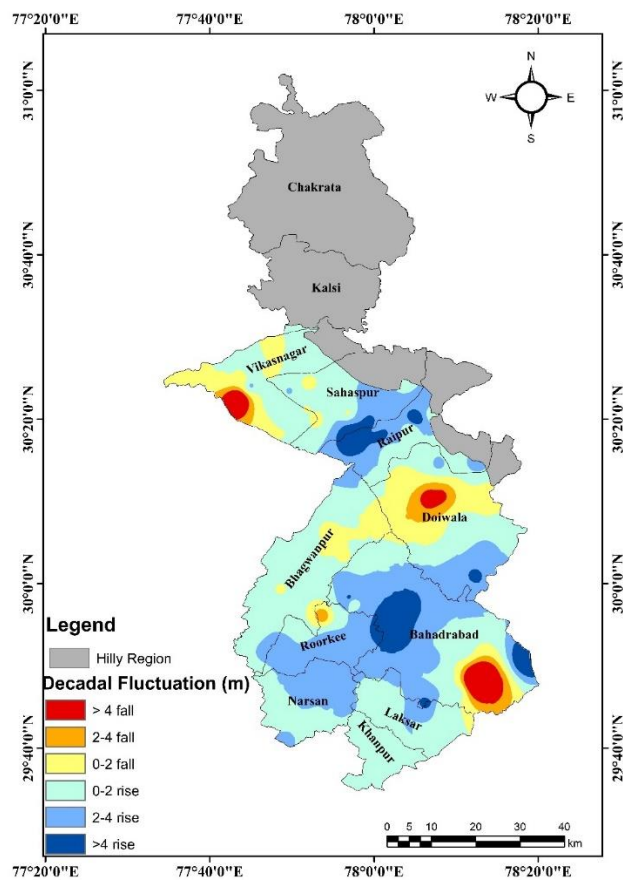 77°20'0"E 77°40'0"E 78°0'0"E 78°20'0"E
N
W E
S
31°0'0"N 31°0'0"N
Chakrata
30°40'0"N 30°40'0"N
Kalsi
Vikasnagar
Sahaspur
30°20'0"N 30°20'0"N
Raipur
Doiwala
Bhagwanpur
30°0'0"N 30°0'0"N
Roorkee
Bahadrabad
Narsan
Laksar
Khanpur
29°40'0"N 29°40'0"N
Legend
Hilly Region
Decadal Fluctuation (m)
> 4 fall
2-4 fall
0-2 fall
0-2 rise
2-4 rise
>4 rise
0 5 10 20 30 40
km
77°20'0"E 77°40'0"E 78°0'0"E 78°20'0"E